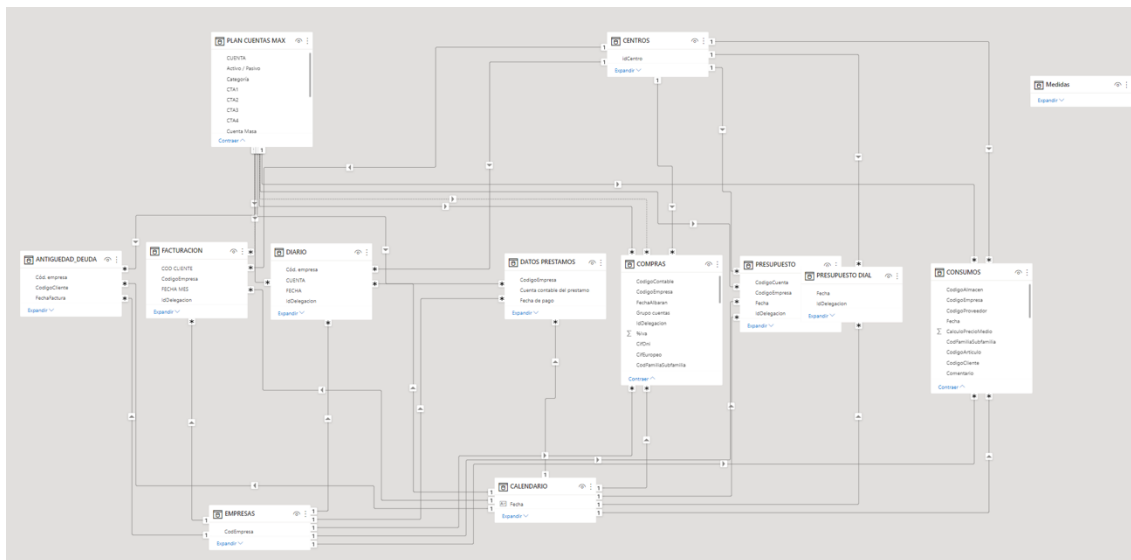 PLAN CUENTAS MAX
CUENTA
Activo / Pasivo
Categoría
CTA1
CTA2
CTA3
CTA4
Cuenta Masa
Contraer
CENTROS
IdCentro
Expandir
Medidas
Expandir
ANTIGUEDAD_DEUDA
Cód. empresa
CodigoCliente
FechaFactura
Expandir
FACTURACION
COD CLIENTE
CodigoEmpresa
FECHA MES
IdDelegacion
Expandir
DIARIO
Cód. empresa
CUENTA
FECHA
IdDelegacion
Expandir
DATOS PRESTAMOS
CodigoEmpresa
Cuenta contable del prestamo
Fecha de pago
Expandir
COMPRAS
CodigoContable
CodigoEmpresa
FechaAlbaran
Grupo cuentas
IdDelegacion
%Iva
CifDni
CifEuropeo
CodFamiliaSubfamilia
Contraer
PRESUPUESTO
CodigoCuenta
CodigoEmpresa
Fecha
IdDelegacion
Expandir
PRESUPUESTO DIAL
Fecha
IdDelegacion
Expandir
CONSUMOS
CodigoAlmacen
CodigoEmpresa
CodigoProveedor
Fecha
CalculoPrecioMedio
CodFamiliaSubfamilia
CodigoArticulo
CodigoCliente
Comentario
Contraer
EMPRESAS
CodEmpresa
Expandir
CALENDARIO
Fecha
Expandir